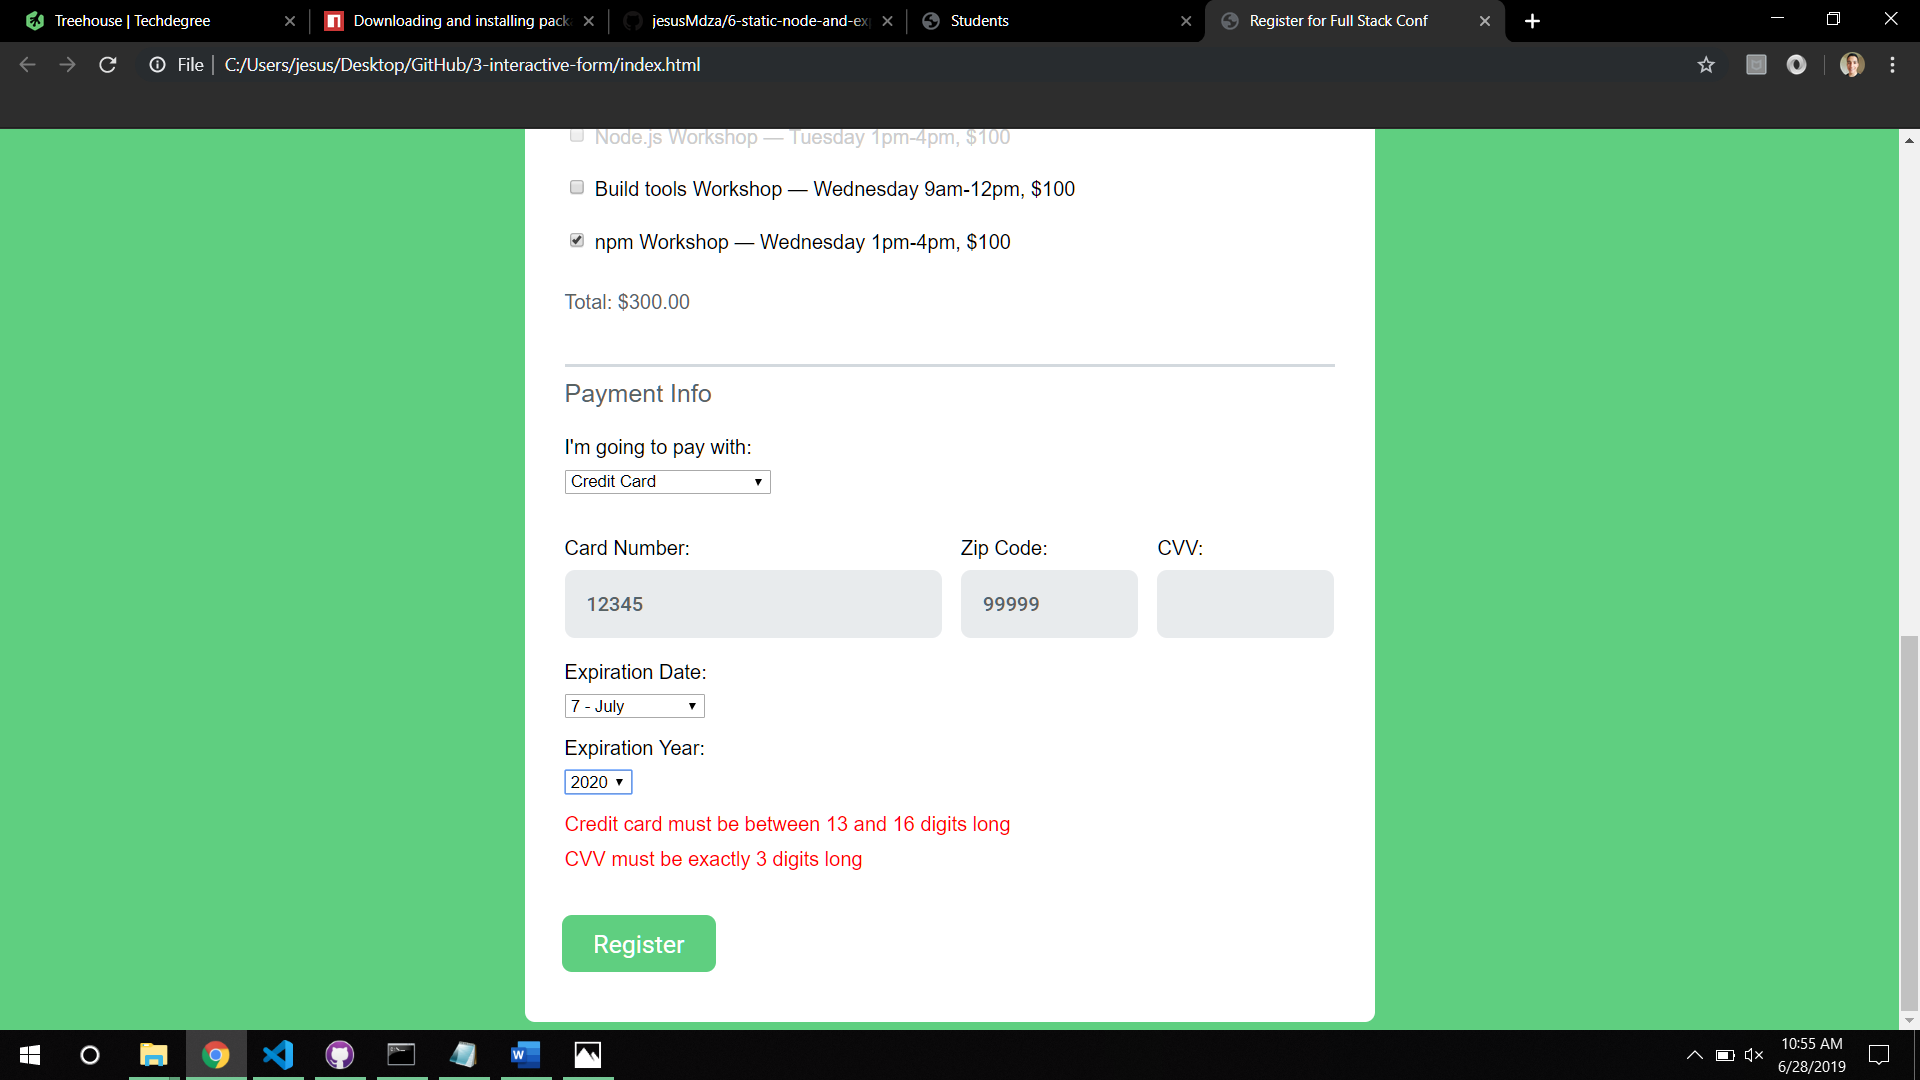 Treehouse | Techdegree
Downloading and installing pack
jesusMdza/6-static-node-and-exp
Students
Register for Full Stack Conf
File
C:/Users/jesus/Desktop/GitHub/3-interactive-form/index.html
Node.js Workshop — Tuesday 1pm-4pm, $100
Build tools Workshop — Wednesday 9am-12pm, $100
npm Workshop — Wednesday 1pm-4pm, $100
Total: $300.00
Payment Info
I'm going to pay with:
Credit Card
Card Number:
Zip Code:
CVV:
12345
99999
Expiration Date:
7 - July
Expiration Year:
2020
Credit card must be between 13 and 16 digits long
CVV must be exactly 3 digits long
Register
10:55 AM
6/28/2019